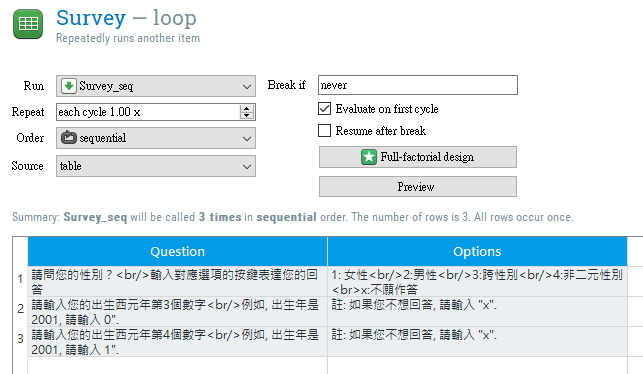 Survey — loop
Repeatedly runs another item
Run Survey_seq Break if never
Repeat each cycle 1.00 x Evaluate on first cycle
Order sequential Resume after break
Source table Full-factorial design
Preview
Summary: Survey_seq will be called 3 times in sequential order. The number of rows is 3. All rows occur once.
Question Options
1 請問您的性別？<br/>輸入對應選項的按鍵表達您的回 1: 女性<br/>2:男性<br/>3:跨性別<br/>4:非二元性別
答 <br>x:不願作答
2 請輸入您的出生西元年第3個數字<br/>例如, 出生年是 註: 如果您不想回答, 請輸入 "x".
2001, 請輸入 0".
3 請輸入您的出生西元年第4個數字<br/>例如, 出生年是 註: 如果您不想回答, 請輸入 "x".
2001, 請輸入 1".